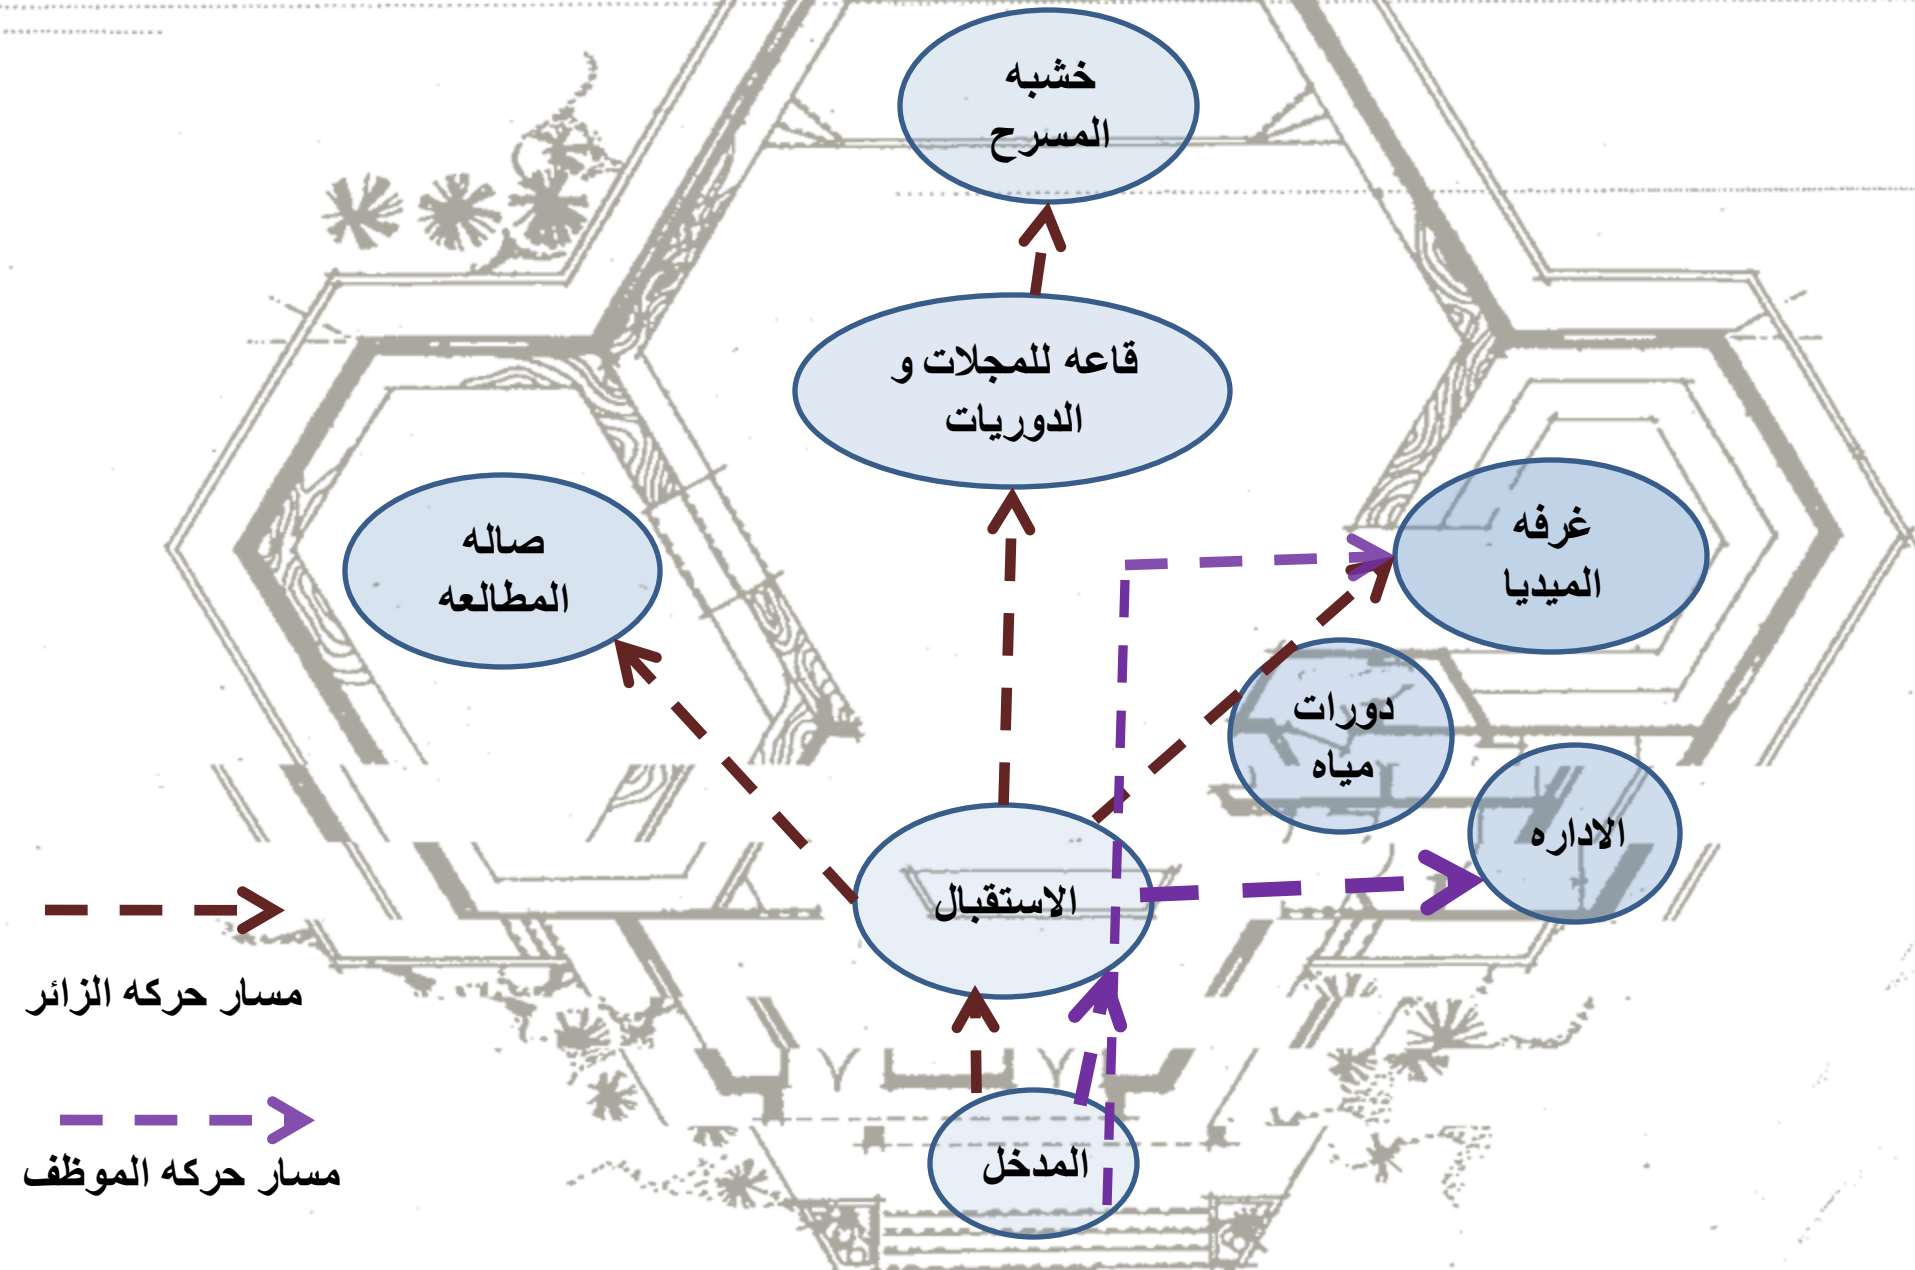 خشبه
المسرح
قاعه للمجلات و
الدوريات
صاله
المطالعه
غرفه
الميديا
دورات
مياه
الاداره
الاستقبال
مسار حركه الزائر
المدخل
مسار حركه الموظف